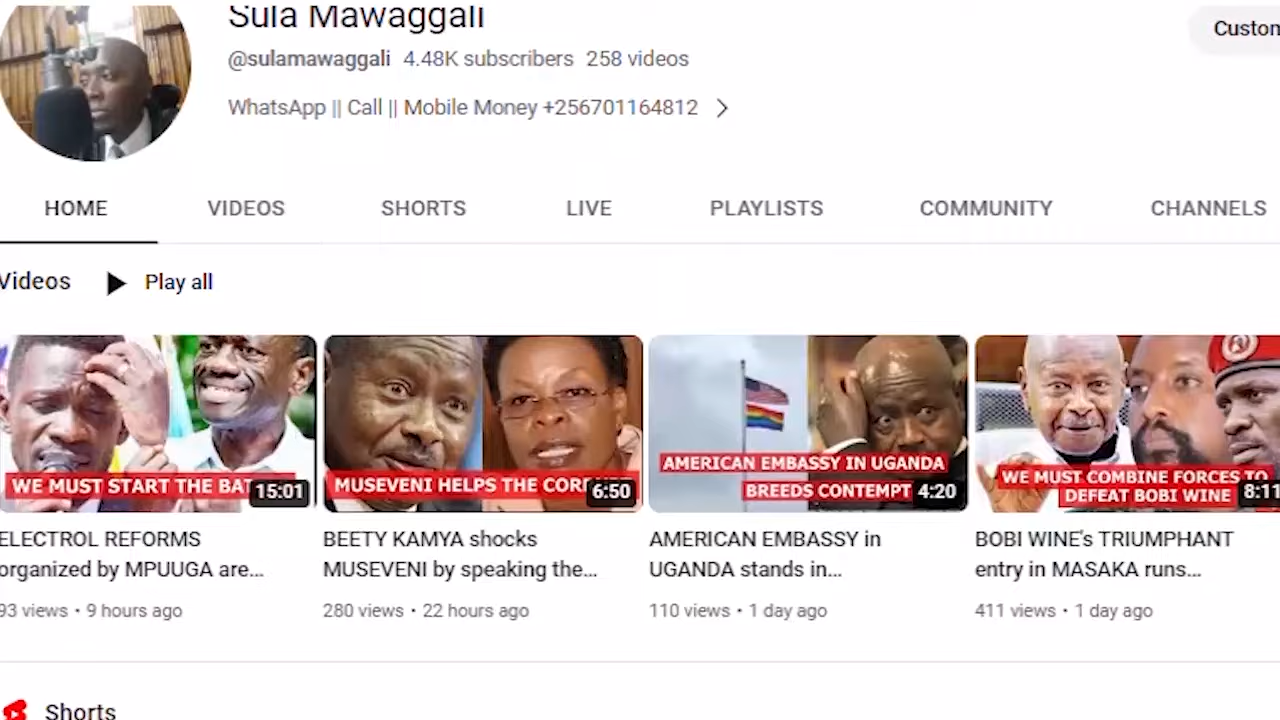 Sula Mawaggali
@sulamawaggali 4.48K subscribers 258 videos
WhatsApp || Call || Mobile Money +256701164812
Custom
HOME VIDEOS SHORTS LIVE PLAYLISTS COMMUNITY CHANNELS
Videos Play all
WE MUST START THE BAT
15:01
MUSEVENI HELPS THE CORR
6:50
AMERICAN EMBASSY IN UGANDA
BREEDS CONTEMPT 4:20
WE MUST COMBINE FORCES TO
DEFEAT BOBI WINE 8:11
ELECTROL REFORMS
organized by MPUUGA are...
93 views • 9 hours ago
BEETY KAMYA shocks
MUSEVENI by speaking the...
280 views • 22 hours ago
AMERICAN EMBASSY in
UGANDA stands in...
110 views • 1 day ago
BOBI WINE's TRIUMPHANT
entry in MASAKA runs...
411 views • 1 day ago
Shorts